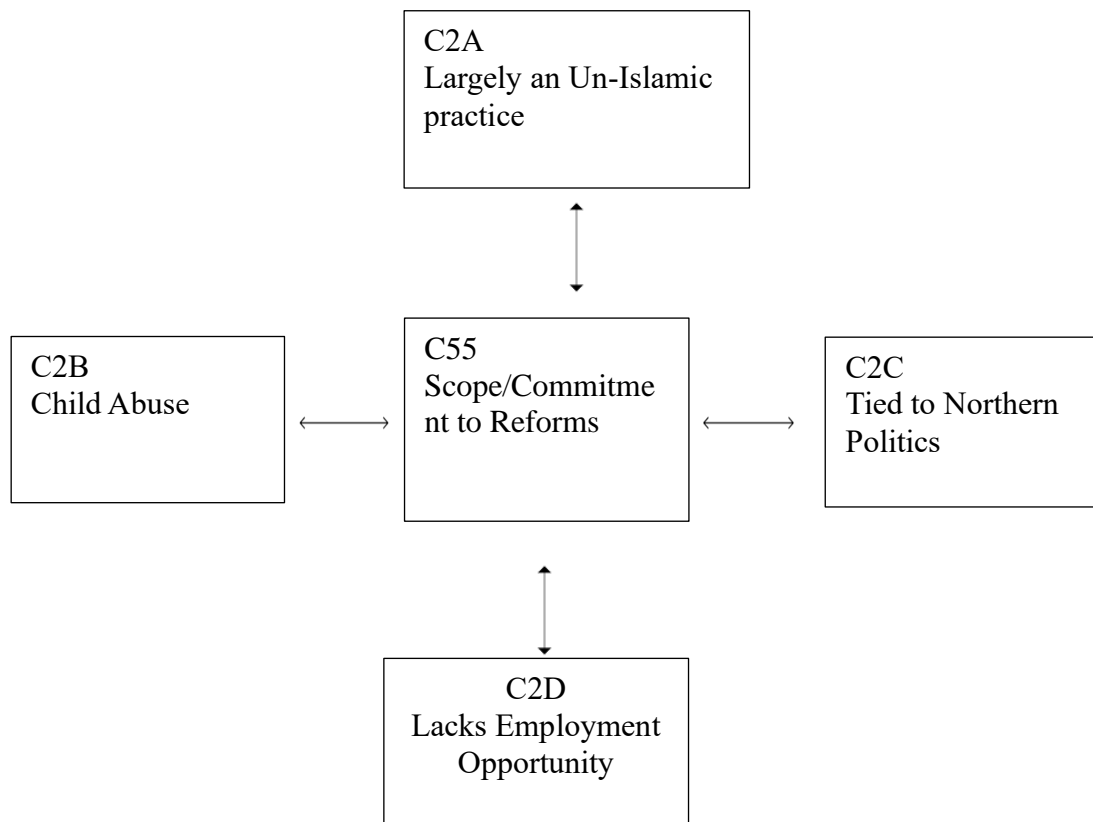 C2A
Largely an Un-Islamic
practice
C2B
Child Abuse
C55
Scope/Commitme
nt to Reforms
C2C
Tied to Northern
Politics
C2D
Lacks Employment
Opportunity